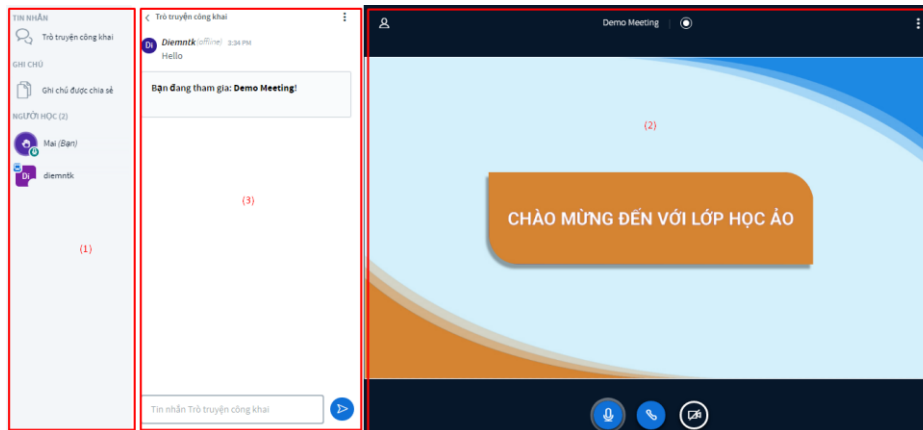 TIN NHẮN
Trò truyện công khai
GHI CHÚ
Ghi chú được chia sẻ
NGƯỜI HỌC (2)
Mai (Bạn)
Di
diemntk
(1)
Trò truyện công khai
Di
Diemntk (offline) 3:34 PM
Hello
Bạn đang tham gia: Demo Meeting!
(3)
Tin nhắn Trò truyện công khai
Demo Meeting
(2)
CHÀO MỪNG ĐẾN VỚI LỚP HỌC ẢO